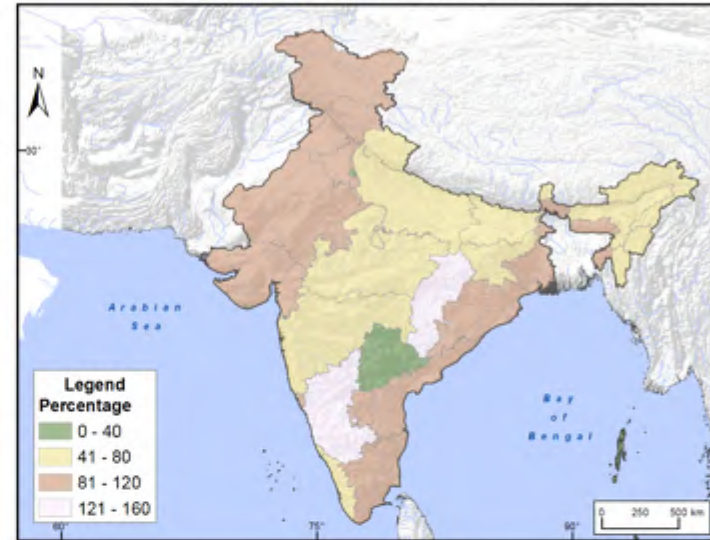 N
30°
Arabian
Sea
Bay
of
Bengal
Legend
Percentage
0 - 40
41 - 80
81 - 120
121 - 160
0 250 500 km
60°
75°
90°